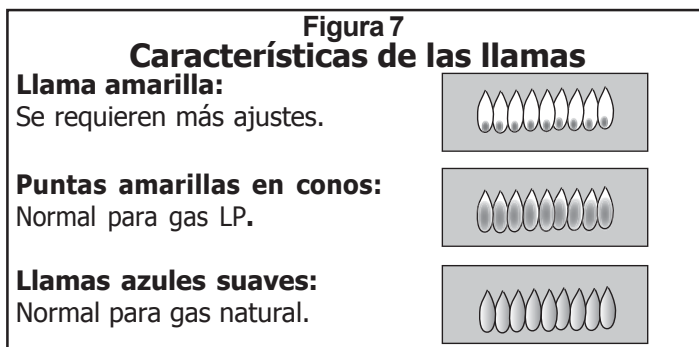 Figura 7
Características de las llamas
Llama amarilla:
Se requieren más ajustes.
Puntas amarillas en conos:
Normal para gas LP.
Llamas azules suaves:
Normal para gas natural.